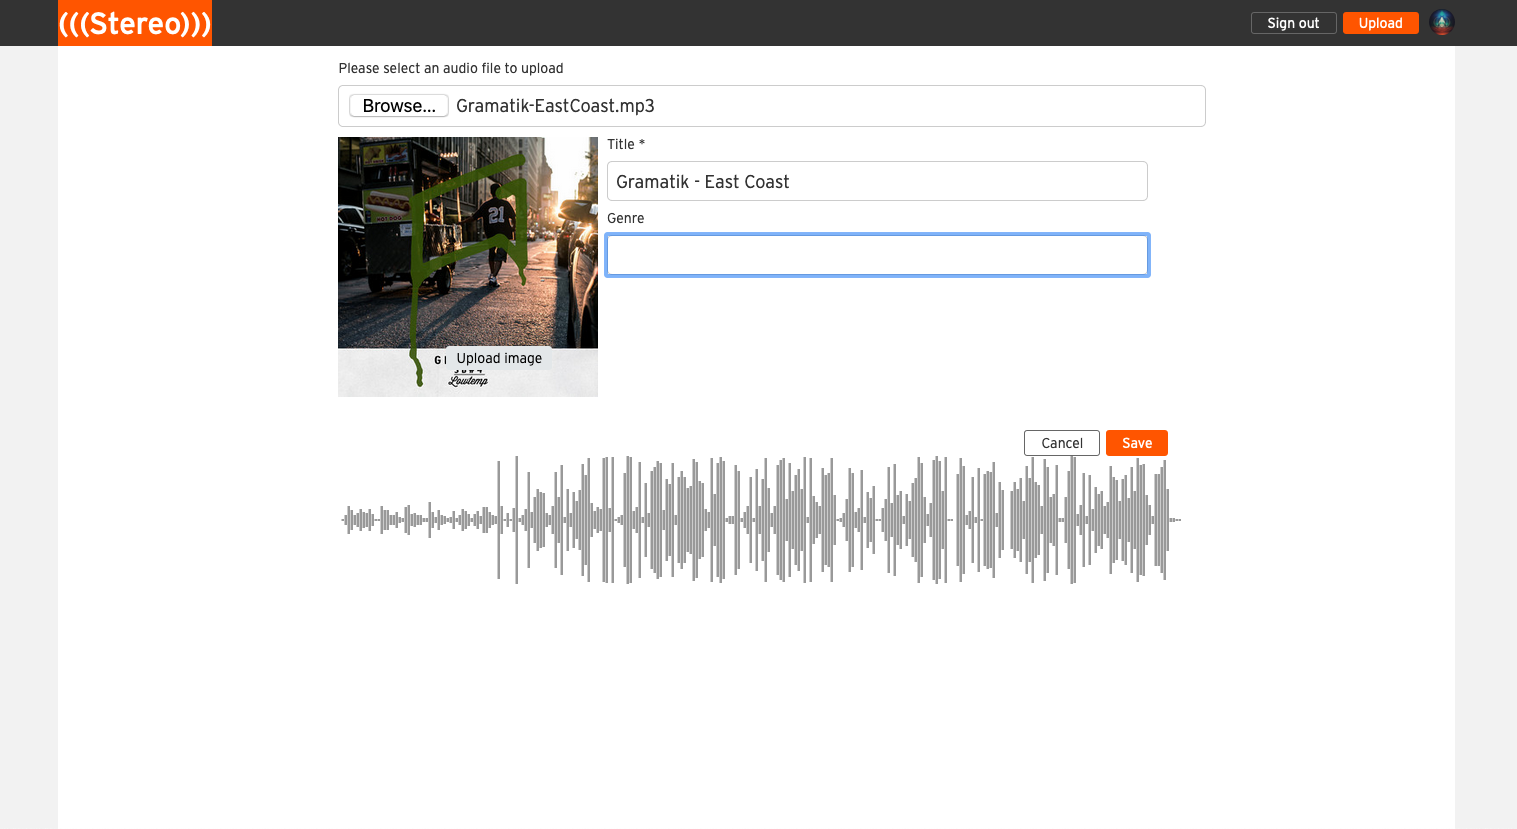 (((Stereo)))
Sign out
Upload
Please select an audio file to upload
Browse...
Gramatik-EastCoast.mp3
Title *
Gramatik - East Coast
Genre
HOT DOG
21
G
Upload image
Lowtemp
Cancel
Save